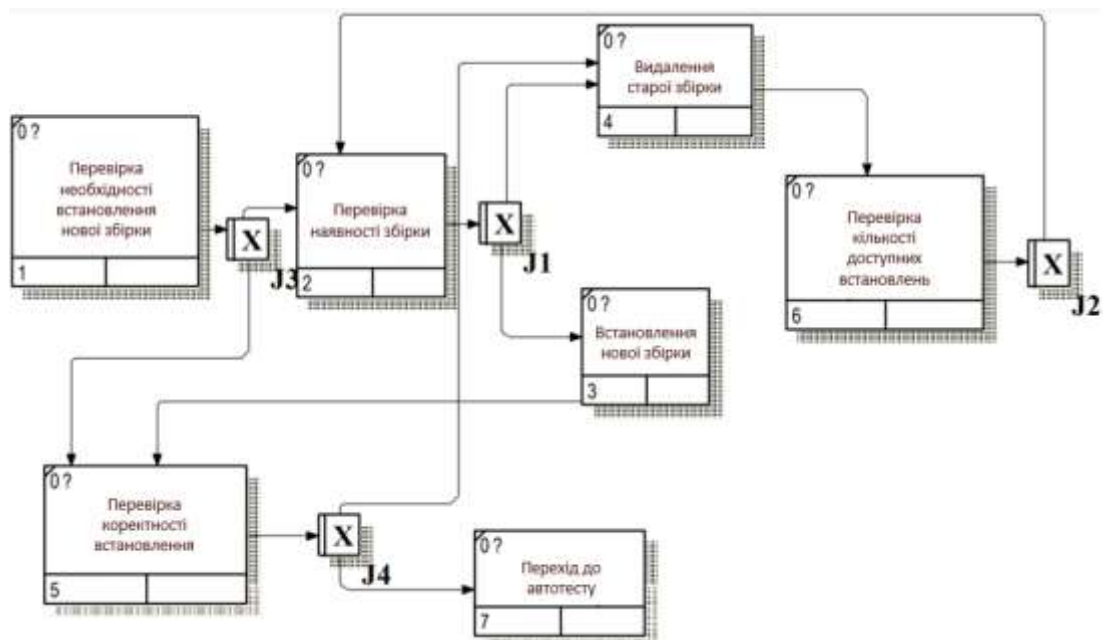 0 ?
Перевірка
необхідності
встановлення
нової збірки
1
X
J3
0 ?
Перевірка
наявності збірки
2
X
J1
0 ?
Видалення
старої збірки
4
0 ?
Встановлення
нової збірки
3
0 ?
Перевірка
кількості
доступних
встановлень
6
X
J2
0 ?
Перевірка
коректності
встановлення
5
X
J4
0 ?
Перехід до
автотесту
7